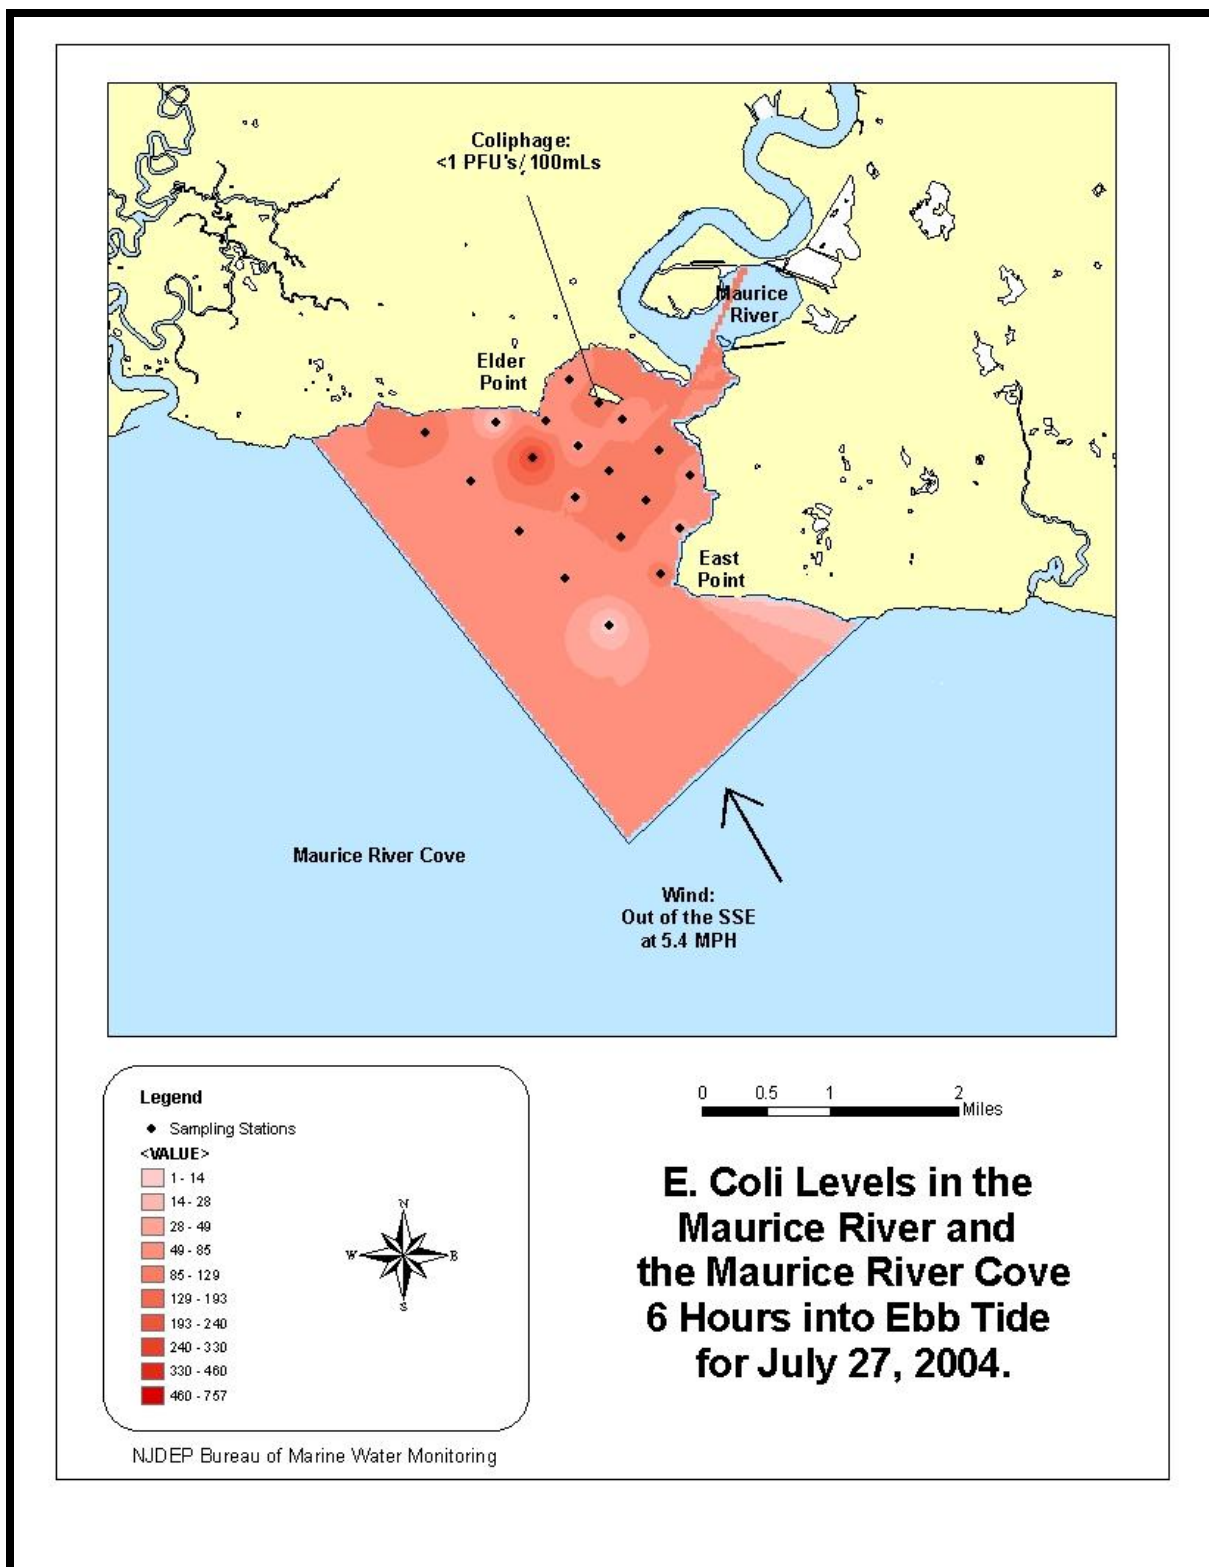 Coliphage:
<1 PFU's/ 100mLs
Maurice
River
Elder
Point
East
Point
Maurice River Cove
Wind:
Out of the SSE
at 5.4 MPH
Legend
Sampling Stations
<VALUE>
1 - 14
14 - 28
28 - 49
49 - 85
85 - 129
129 - 193
193 - 240
240 - 330
330 - 460
460 - 757
N
W E
S
0 0.5 1 2
Miles
E. Coli Levels in the
Maurice River and
the Maurice River Cove
6 Hours into Ebb Tide
for July 27, 2004.
NJDEP Bureau of Marine Water Monitoring